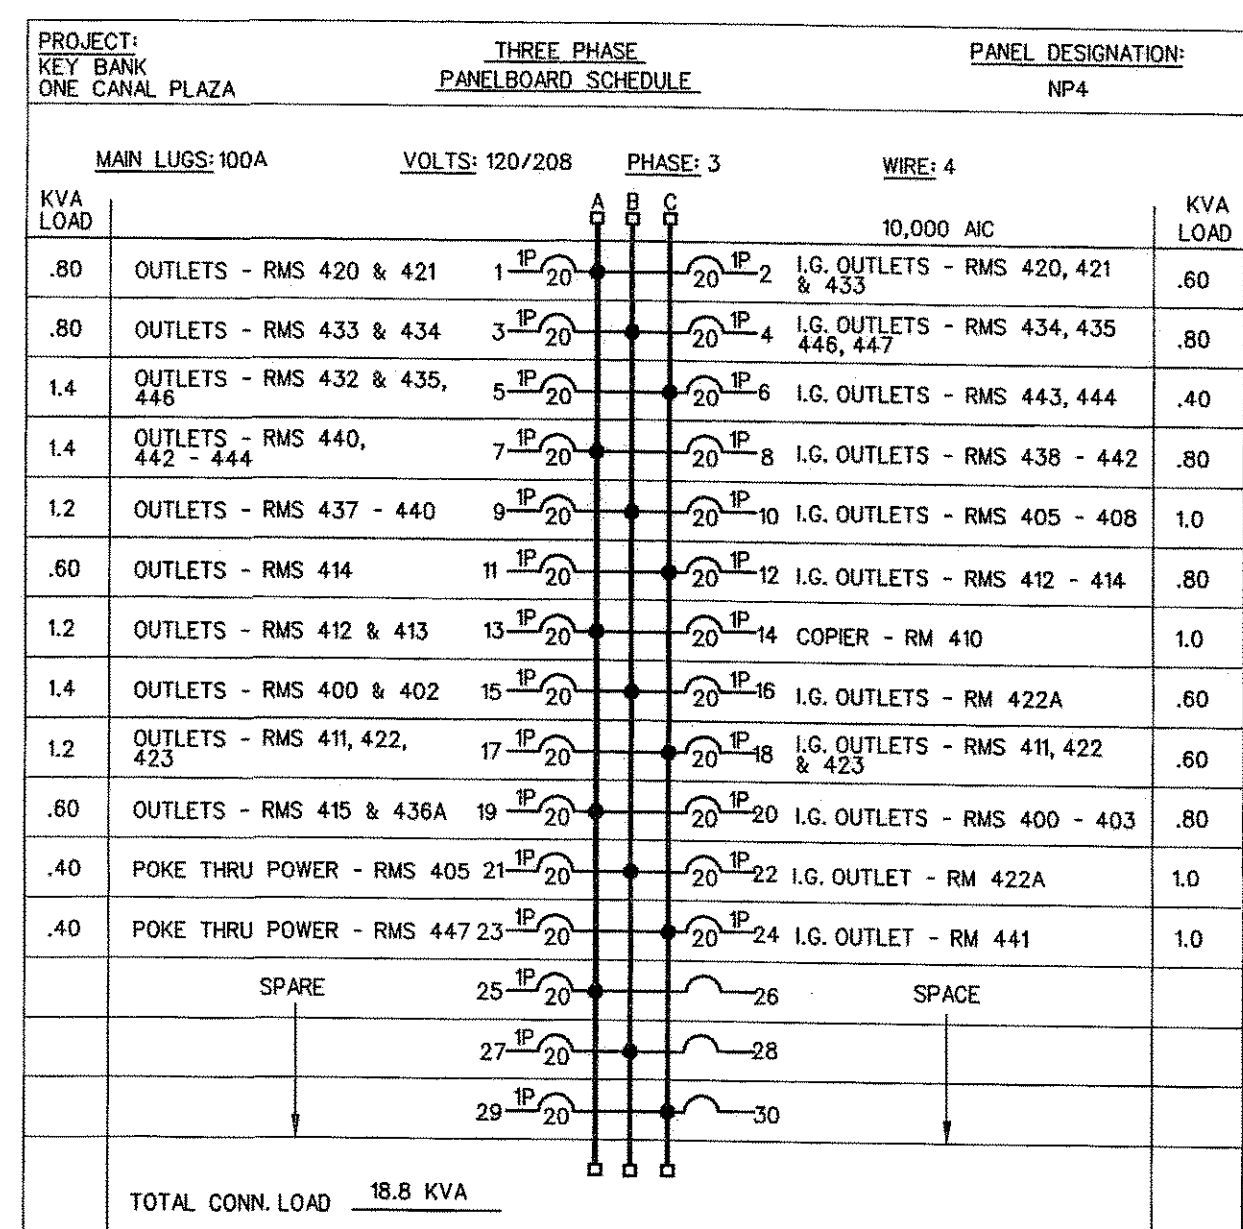 PROJECT:
KEY BANK
ONE CANAL PLAZA
THREE PHASE
PANELBOARD SCHEDULE
PANEL DESIGNATION:
NP4
MAIN LUGS: 100A VOLTS: 120/208 PHASE: 3 WIRE: 4
KVA
LOAD
A B C
10,000 AIC
KVA
LOAD
.80 OUTLETS - RMS 420 & 421 1 1P 20 20 1P 2 I.G. OUTLETS - RMS 420, 421
& 433 .60
.80 OUTLETS - RMS 433 & 434 3 1P 20 20 1P 4 I.G. OUTLETS - RMS 434, 435
446, 447 .80
1.4 OUTLETS - RMS 432 & 435,
446 5 1P 20 20 1P 6 I.G. OUTLETS - RMS 443, 444 .40
1.4 OUTLETS - RMS 440,
442 - 444 7 1P 20 20 1P 8 I.G. OUTLETS - RMS 438 - 442 .80
1.2 OUTLETS - RMS 437 - 440 9 1P 20 20 1P 10 I.G. OUTLETS - RMS 405 - 408 1.0
.60 OUTLETS - RMS 414 11 1P 20 20 1P 12 I.G. OUTLETS - RMS 412 - 414 .80
1.2 OUTLETS - RMS 412 & 413 13 1P 20 20 1P 14 COPIER - RM 410 1.0
1.4 OUTLETS - RMS 400 & 402 15 1P 20 20 1P 16 I.G. OUTLETS - RM 422A .60
1.2 OUTLETS - RMS 411, 422,
423 17 1P 20 20 1P 18 I.G. OUTLETS - RMS 411, 422
& 423 .60
.60 OUTLETS - RMS 415 & 436A 19 1P 20 20 1P 20 I.G. OUTLETS - RMS 400 - 403 .80
.40 POKE THRU POWER - RMS 405 21 1P 20 20 1P 22 I.G. OUTLET - RM 422A 1.0
.40 POKE THRU POWER - RMS 447 23 1P 20 20 1P 24 I.G. OUTLET - RM 441 1.0
SPARE 25 1P 20 26 SPACE
27 1P 20 28
29 1P 20 30
TOTAL CONN. LOAD 18.8 KVA